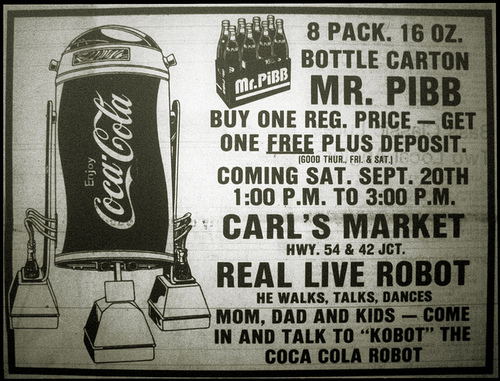 Enjoy
Coca-Cola
Mr. PiBB
8 PACK. 16 OZ.
BOTTLE CARTON
MR. PIBB
BUY ONE REG. PRICE — GET
ONE FREE PLUS DEPOSIT.
(GOOD THUR., FRI. & SAT.)
COMING SAT. SEPT. 20TH
1:00 P.M. TO 3:00 P.M.
CARL'S MARKET
HWY. 54 & 42 JCT.
REAL LIVE ROBOT
HE WALKS, TALKS, DANCES
MOM, DAD AND KIDS — COME
IN AND TALK TO "KOBOT" THE
COCA COLA ROBOT